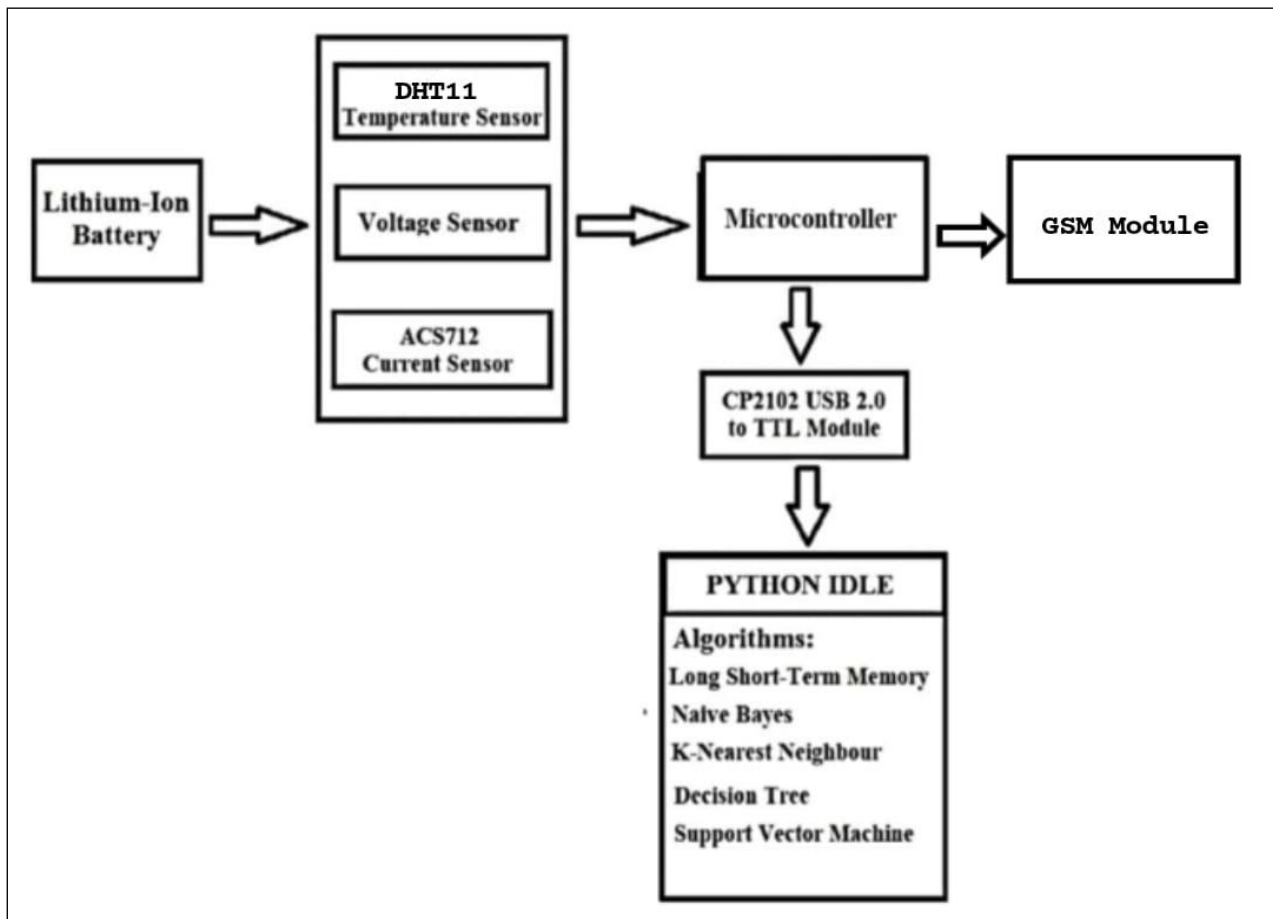 DHT11
Temperature Sensor
Lithium-Ion
Battery
Voltage Sensor
ACS712
Current Sensor
Microcontroller
GSM Module
CP2102 USB 2.0
to TTL Module
PYTHON IDLE
Algorithms:
Long Short-Term Memory
Naive Bayes
K-Nearest Neighbour
Decision Tree
Support Vector Machine